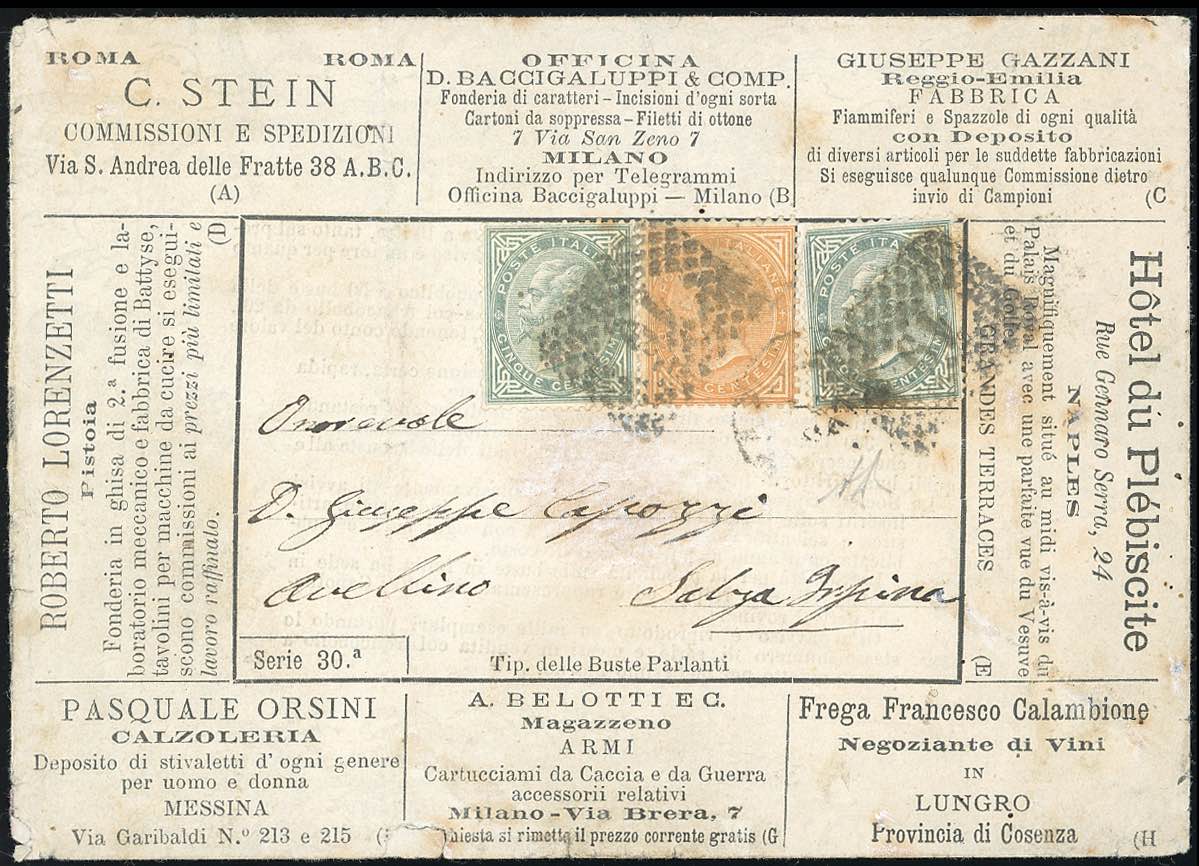 ROMA ROMA
C. STEIN
COMMISSIONI E SPEDIZIONI
Via S. Andrea delle Fratte 38 A.B.C.
(A)
OFFICINA
D. BACCIGALUPPI & COMP.
Fonderia di caratteri – Incisioni d'ogni sorta
Cartoni da soppressa – Filetti di ottone
7 Via San Zeno 7
MILANO
Indirizzo per Telegrammi
Officina Baccigaluppi — Milano (B
GIUSEPPE GAZZANI
Reggio-Emilia
FABBRICA
Fiammiferi e Spazzole di ogni qualità
con Deposito
di diversi articoli per le suddette fabbricazioni
Si eseguisce qualunque Commissione dietro
invio di Campioni (C
ROBERTO LORENZETTI
Pistoia
Fonderia in ghisa di 2.ª fusione e la-
boratorio meccanico e fabbrica di Battyse,
tavolini per macchine da cucire si esegui-
scono commissioni ai prezzi più limitati e
lavoro raffinato. (D
POSTE ITALI
CINQUE CENTESIMI
ITALIANE
CENTESIMI
POSTE ITA
CENTESIMI
Onorevole
D. Giuseppe Capozzi
Avellino Salza Irpina
Serie 30.ª
Tip. delle Buste Parlanti
Hôtel du Plébiscite
Rue Gennaro Serra, 24
NAPLES
Magnifiquement situé au midi vis-à-vis du
Palais Royal avec une parfaite vue du Vesuve
et du Golfe
GRANDES TERRACES (E
PASQUALE ORSINI
CALZOLERIA
Deposito di stivaletti d'ogni genere
per uomo e donna
MESSINA
Via Garibaldi N.º 213 e 215
A. BELOTTI E C.
Magazzeno
ARMI
Cartucciami da Caccia e da Guerra
accessorii relativi
Milano - Via Brera, 7
hiesta si rimette il prezzo corrente gratis (G
Frega Francesco Calambione
Negoziante di Vini
IN
LUNGRO
Provincia di Cosenza (H